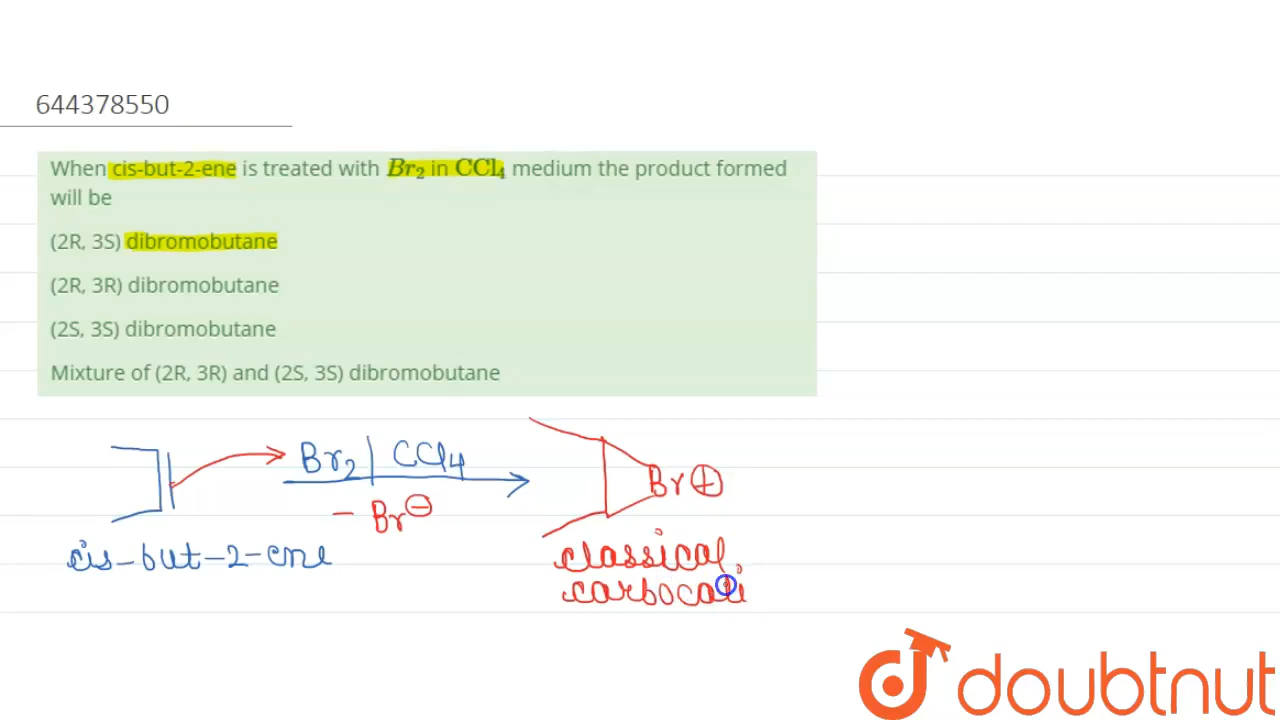 644378550
When cis-but-2-ene is treated with Br₂ in CCl₄ medium the product formed
will be
(2R, 3S) dibromobutane
(2R, 3R) dibromobutane
(2S, 3S) dibromobutane
Mixture of (2R, 3R) and (2S, 3S) dibromobutane
Br₂ | CCl₄
Br⊕
− Br⊖
cis-but-2-ene
classical
carbocati
doubtnut